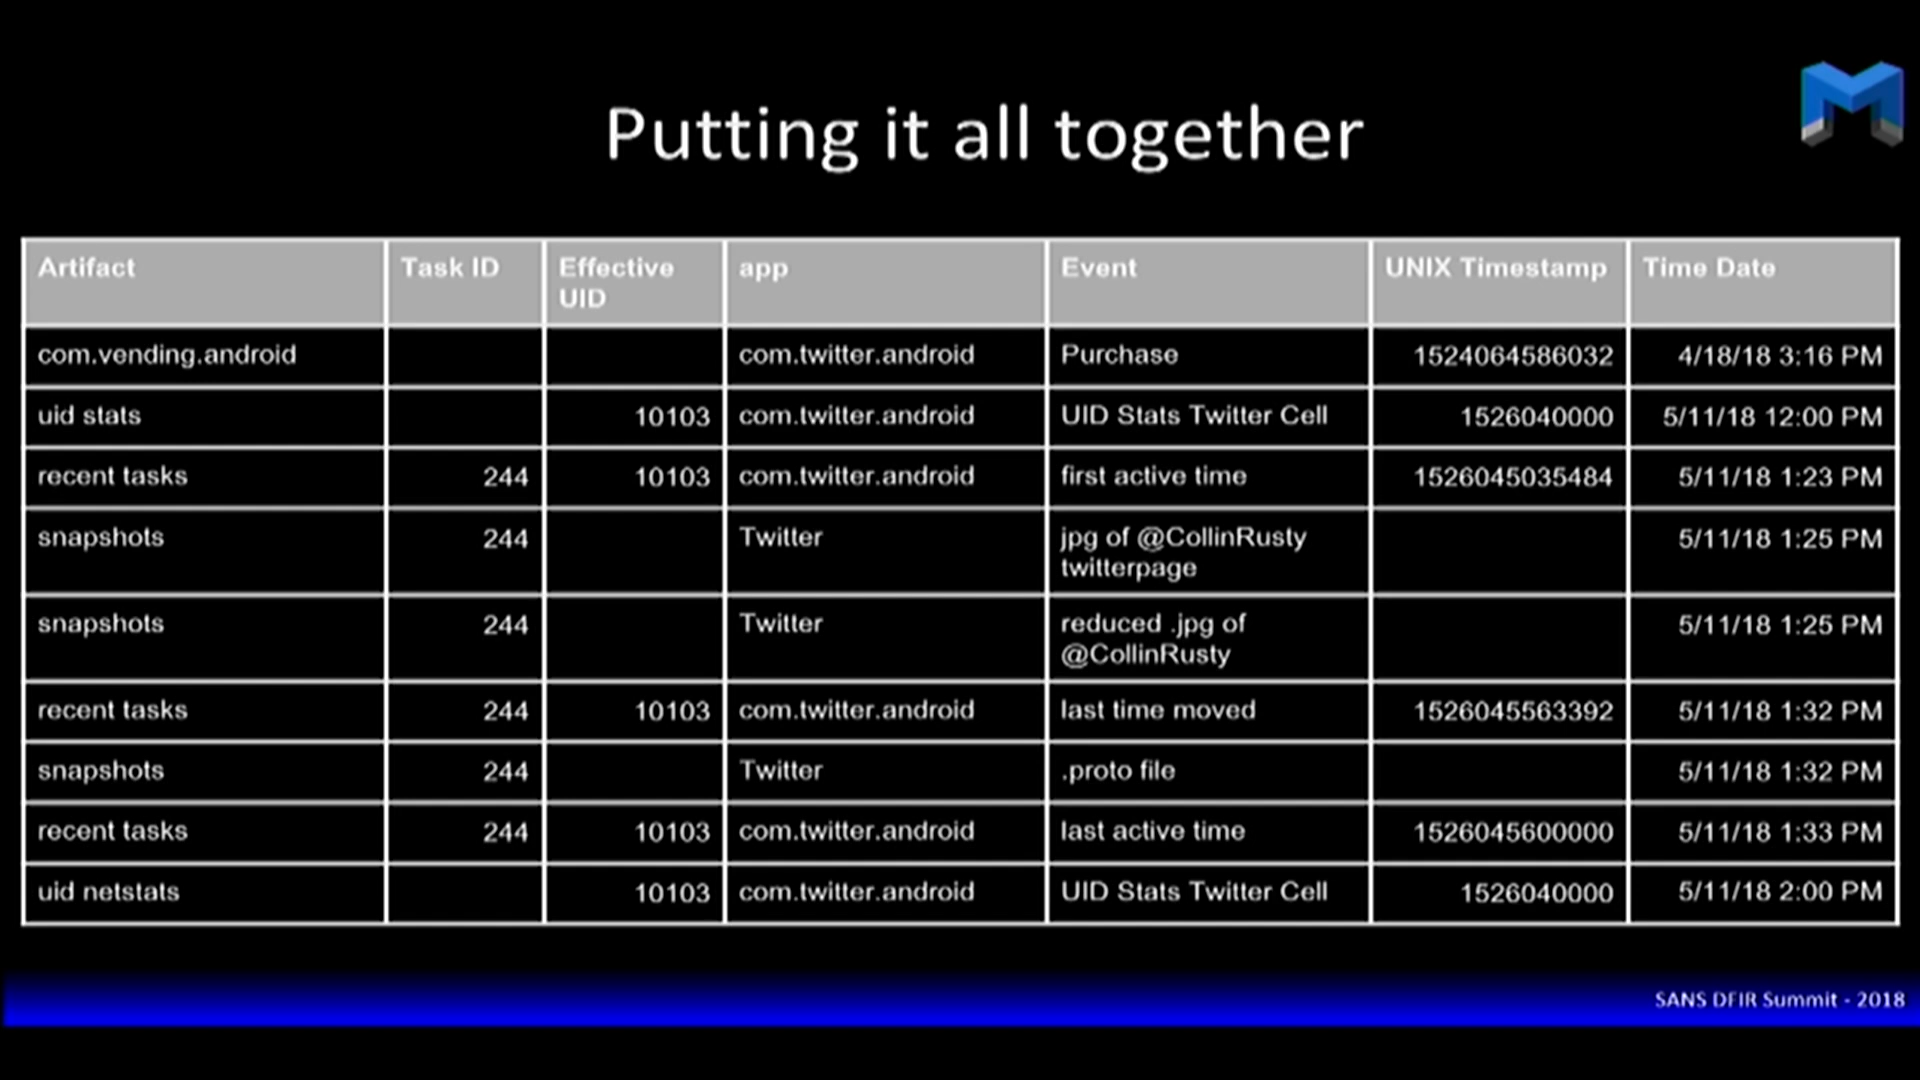 Putting it all together
Artifact Task ID Effective UID app Event UNIX Timestamp Time Date
com.vending.android com.twitter.android Purchase 1524064586032 4/18/18 3:16 PM
uid stats 10103 com.twitter.android UID Stats Twitter Cell 1526040000 5/11/18 12:00 PM
recent tasks 244 10103 com.twitter.android first active time 1526045035484 5/11/18 1:23 PM
snapshots 244 Twitter jpg of @CollinRusty twitterpage 5/11/18 1:25 PM
snapshots 244 Twitter reduced .jpg of @CollinRusty 5/11/18 1:25 PM
recent tasks 244 10103 com.twitter.android last time moved 1526045563392 5/11/18 1:32 PM
snapshots 244 Twitter .proto file 5/11/18 1:32 PM
recent tasks 244 10103 com.twitter.android last active time 1526045600000 5/11/18 1:33 PM
uid netstats 10103 com.twitter.android UID Stats Twitter Cell 1526040000 5/11/18 2:00 PM
SANS DFIR Summit - 2018